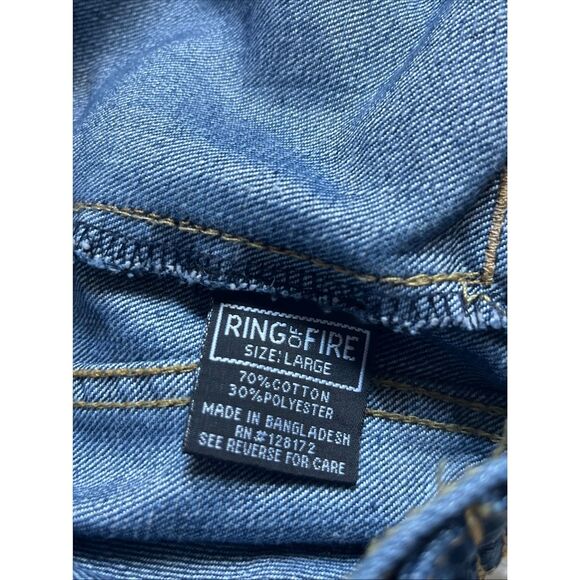 RING OF FIRE
SIZE: LARGE
70% COTTON
30% POLYESTER
MADE IN BANGLADESH
RN# 128172
SEE REVERSE FOR CARE